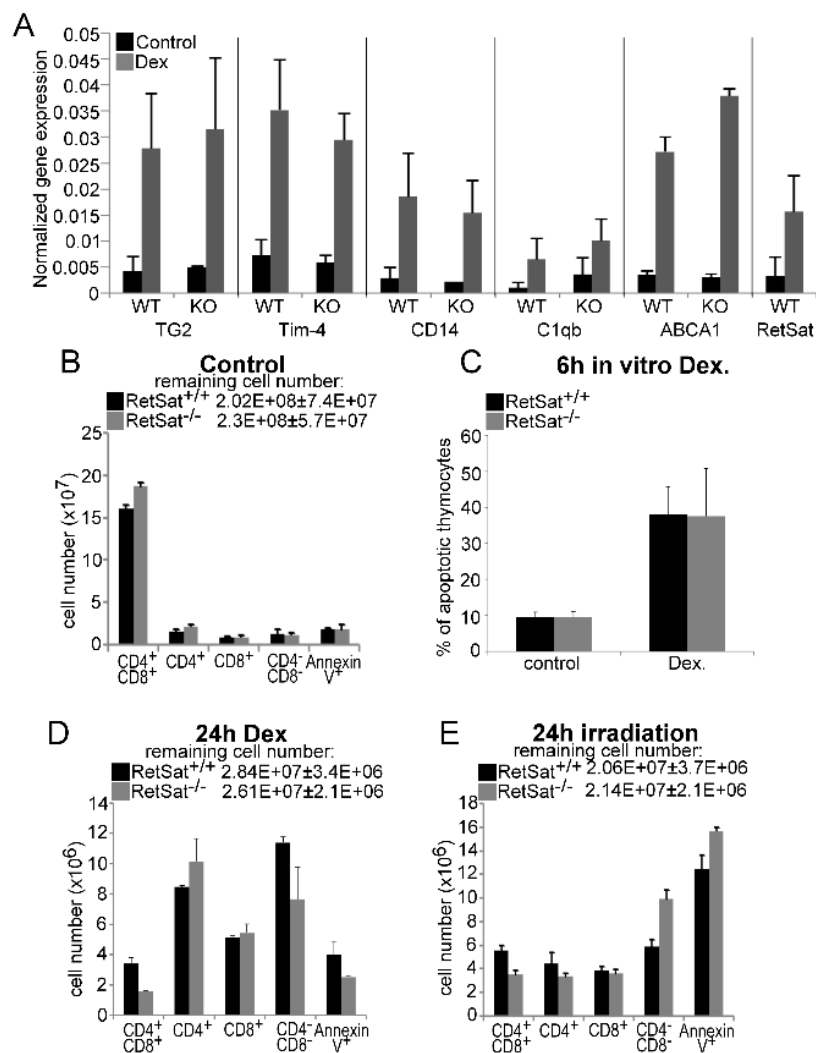 A
Control
Dex
Normalized gene expression
0.05
0.045
0.04
0.035
0.03
0.025
0.02
0.015
0.01
0.005
0
WT KO WT KO WT KO WT KO WT KO WT
TG2 Tim-4 CD14 C1qb ABCA1 RetSat
B Control
remaining cell number:
RetSat+/+ 2.02E+08±7.4E+07
RetSat-/- 2.3E+08±5.7E+07
cell number (x10⁷)
25
20
15
10
5
0
CD4+ CD4+ CD8+ CD4- Annexin
CD8+ CD8- V+
C 6h in vitro Dex.
RetSat+/+
RetSat-/-
% of apoptotic thymocytes
60
50
40
30
20
10
0
control Dex.
D 24h Dex
remaining cell number:
RetSat+/+ 2.84E+07±3.4E+06
RetSat-/- 2.61E+07±2.1E+06
cell number (x10⁶)
14
12
10
8
6
4
2
0
CD4+ CD4+ CD8+ CD4- Annexin
CD8+ CD8- V+
E 24h irradiation
remaining cell number:
RetSat+/+ 2.06E+07±3.7E+06
RetSat-/- 2.14E+07±2.1E+06
cell number (x10⁶)
18
16
12
10
8
6
4
2
0
CD4+ CD4+ CD8+ CD4- Annexin
CD8+ CD8- V+